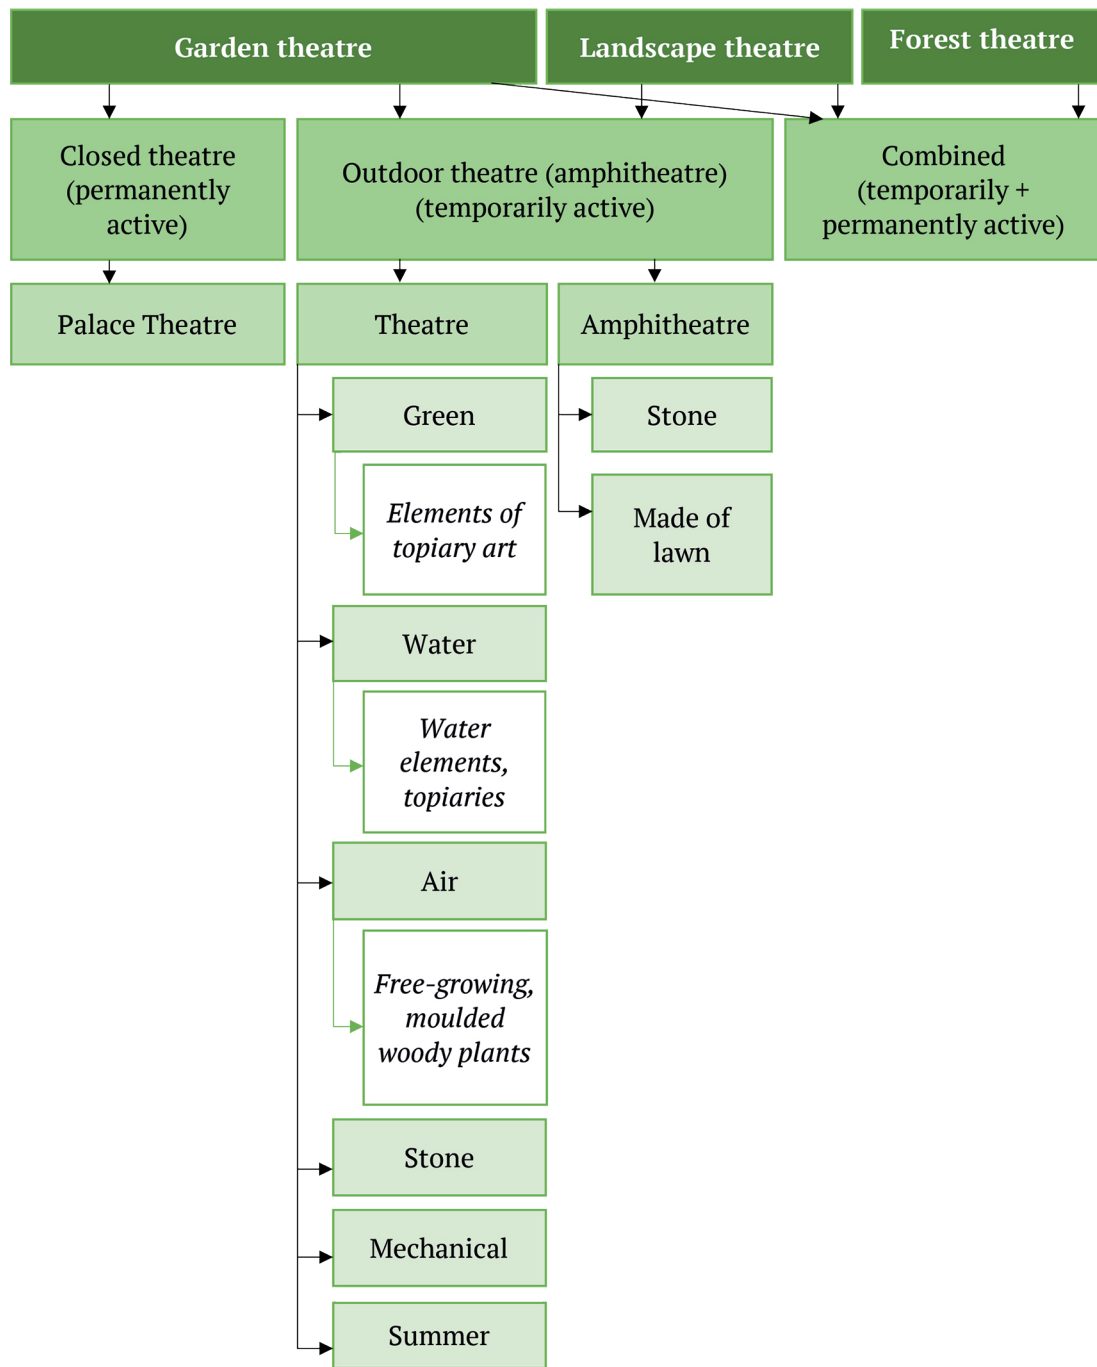 Garden theatre
Landscape theatre
Forest theatre
Closed theatre
(permanently
active)
Outdoor theatre (amphitheatre)
(temporarily active)
Combined
(temporarily +
permanently active)
Palace Theatre
Theatre
Amphitheatre
Green
Stone
Elements of
topiary art
Made of
lawn
Water
Water
elements,
topiaries
Air
Free-growing,
moulded
woody plants
Stone
Mechanical
Summer